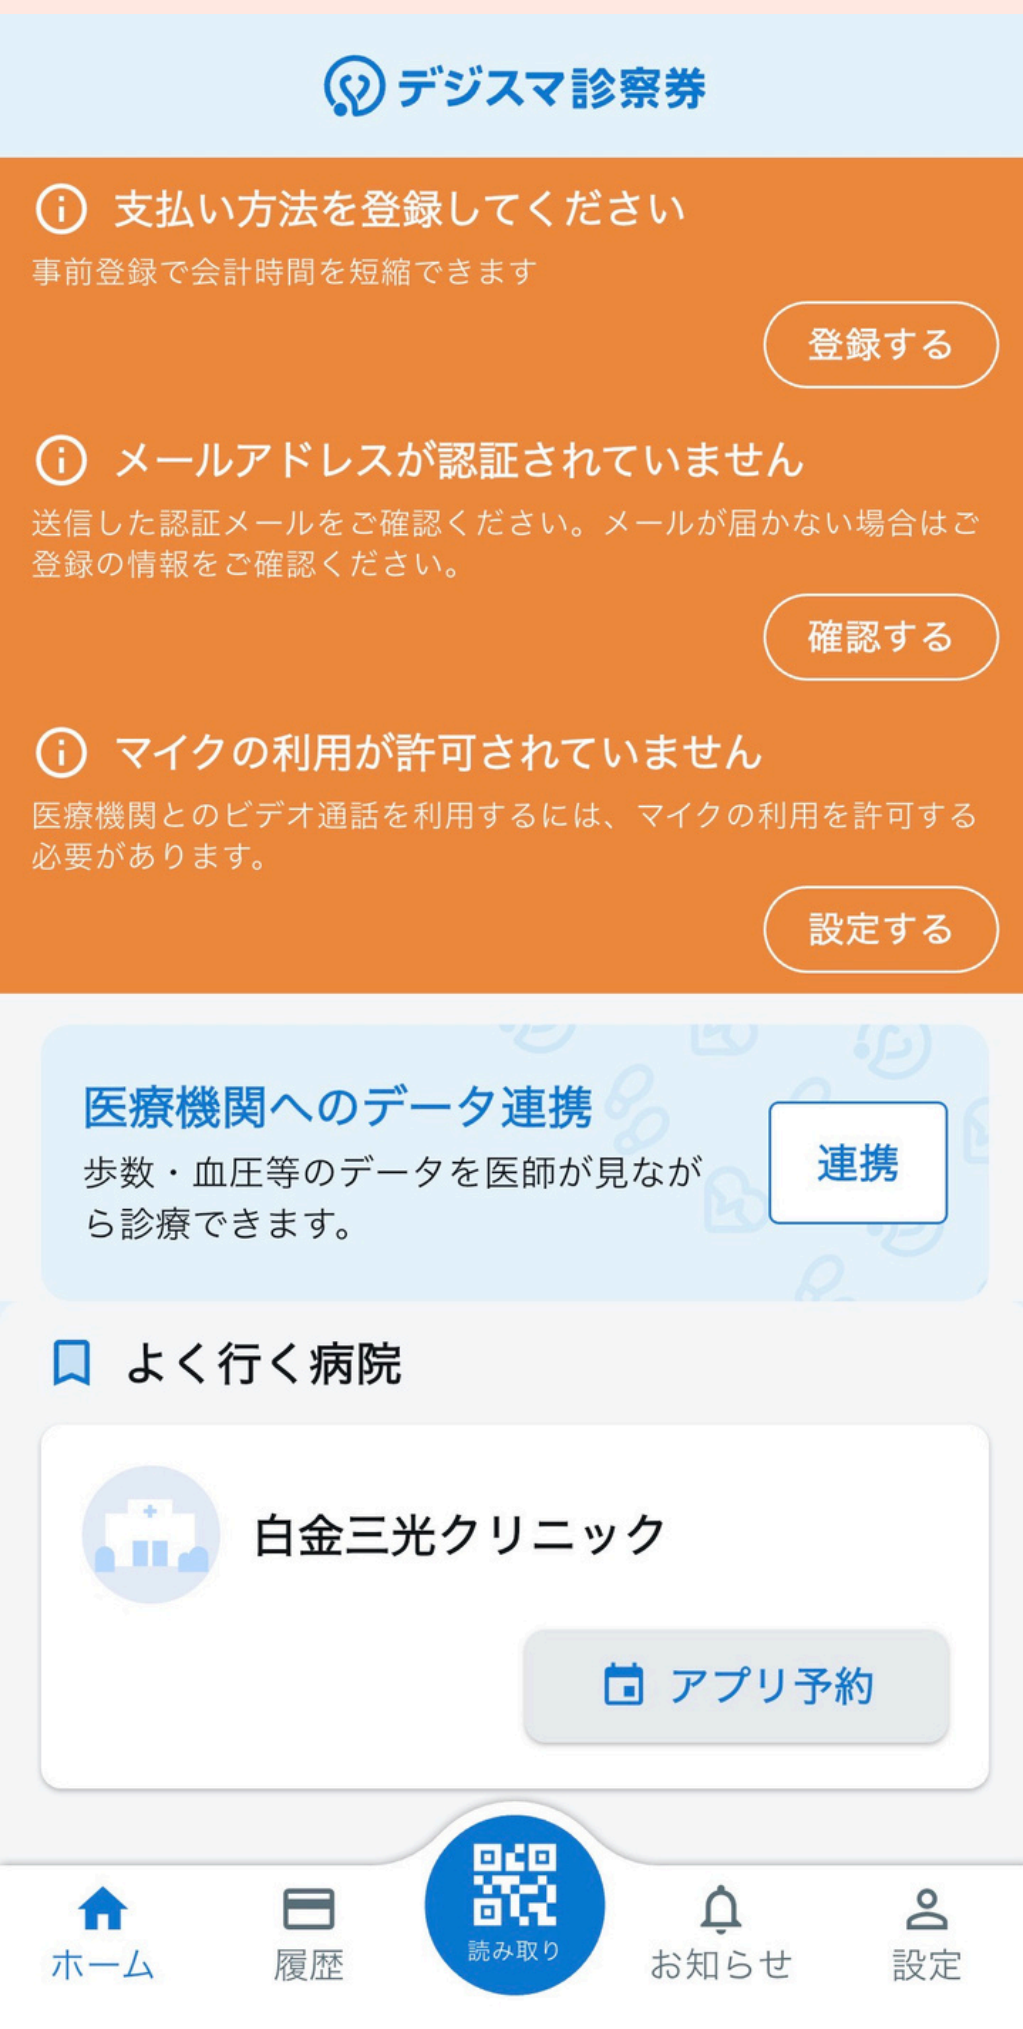 デジスマ診察券
支払い方法を登録してください
事前登録で会計時間を短縮できます
登録する
メールアドレスが認証されていません
送信した認証メールをご確認ください。メールが届かない場合はご
登録の情報をご確認ください。
確認する
マイクの利用が許可されていません
医療機関とのビデオ通話を利用するには、マイクの利用を許可する
必要があります。
設定する
医療機関へのデータ連携
歩数・血圧等のデータを医師が見なが
ら診療できます。
連携
よく行く病院
白金三光クリニック
アプリ予約
ホーム
履歴
読み取り
お知らせ
設定